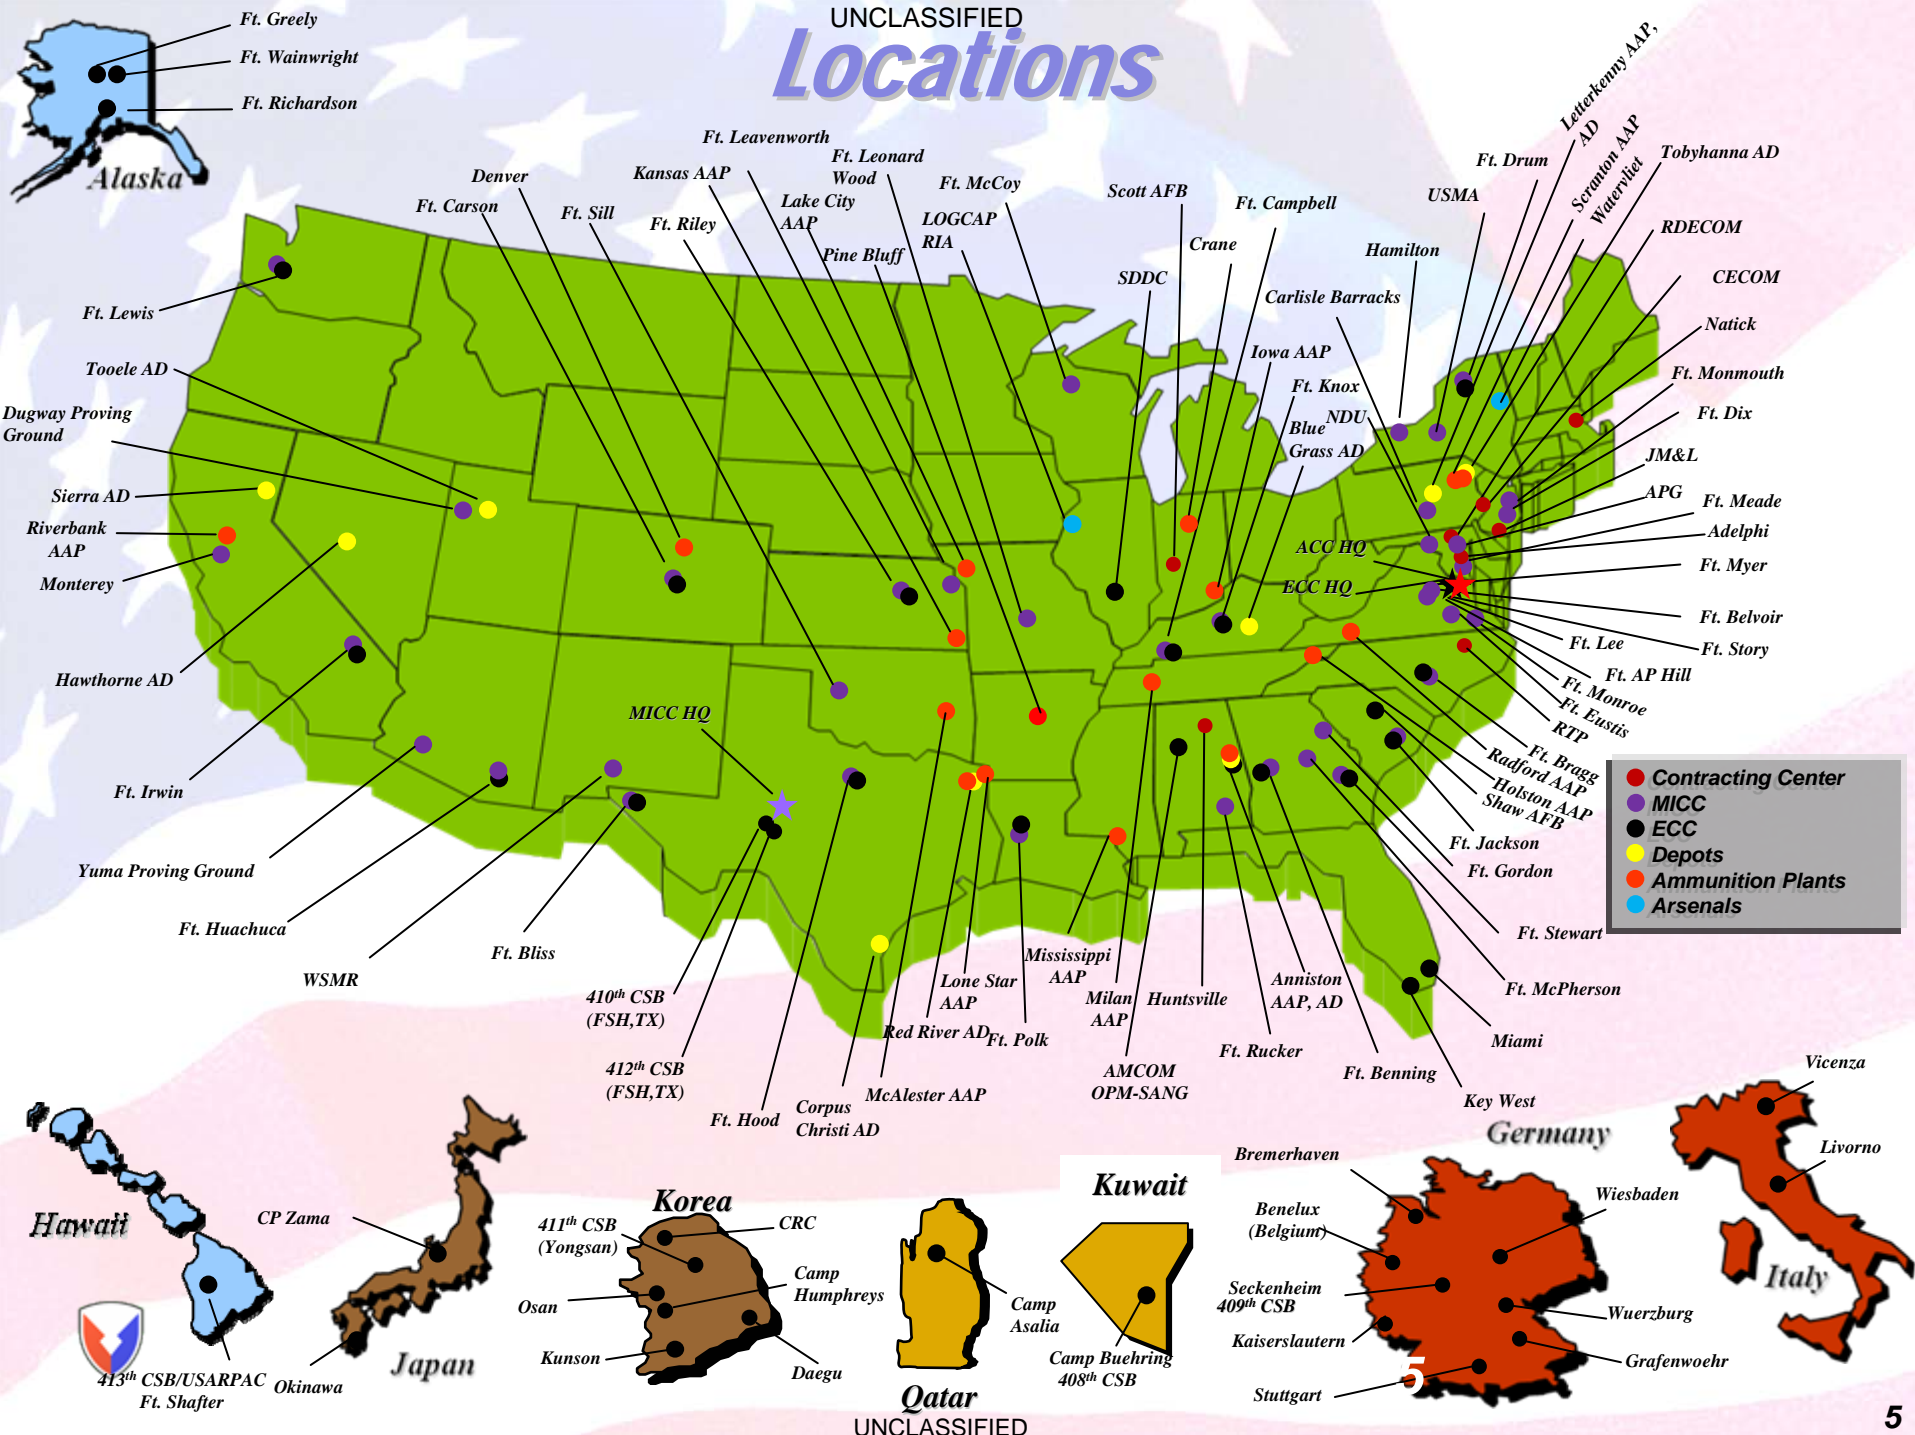 UNCLASSIFIED
Locations
Ft. Greely
Ft. Wainwright
Ft. Richardson
Alaska
Ft. Leavenworth
Ft. Leonard
Wood
Kansas AAP
Denver
Ft. Carson
Ft. Sill
Ft. Riley
Lake City
AAP
Pine Bluff
Ft. McCoy
LOGCAP
RIA
Scott AFB
Ft. Campbell
Crane
SDDC
Hamilton
USMA
Ft. Drum
Letterkenny AAP,
AD
Scranton AAP
Watervliet
Tobyhanna AD
RDECOM
CECOM
Natick
Carlisle Barracks
Iowa AAP
Ft. Knox
NDU
Blue
Grass AD
Ft. Monmouth
Ft. Dix
JM&L
APG
Ft. Meade
Adelphi
Ft. Myer
Ft. Belvoir
Ft. Story
Ft. Lee
Ft. AP Hill
Ft. Monroe
Ft. Eustis
RTP
Ft. Bragg
Radford AAP
Holston AAP
Shaw AFB
Ft. Jackson
Ft. Gordon
Ft. Stewart
Ft. McPherson
Miami
Key West
ACC HQ
ECC HQ
Ft. Lewis
Tooele AD
Dugway Proving
Ground
Sierra AD
Riverbank
AAP
Monterey
Hawthorne AD
Ft. Irwin
Yuma Proving Ground
Ft. Huachuca
WSMR
Ft. Bliss
MICC HQ
410th CSB
(FSH,TX)
412th CSB
(FSH,TX)
Ft. Hood
Corpus
Christi AD
McAlester AAP
Red River AD
Lone Star
AAP
Ft. Polk
Mississippi
AAP
Milan
AAP
AMCOM
OPM-SANG
Huntsville
Anniston
AAP, AD
Ft. Rucker
Ft. Benning
Contracting Center
MICC
ECC
Depots
Ammunition Plants
Arsenals
Hawaii
413th CSB/USARPAC
Ft. Shafter
CP Zama
Okinawa
Japan
Korea
411th CSB
(Yongsan)
CRC
Camp
Humphreys
Osan
Kunson
Daegu
Camp
Asalia
Qatar
Kuwait
Camp Buehring
408th CSB
Germany
Bremerhaven
Benelux
(Belgium)
Seckenheim
409th CSB
Kaiserslautern
Stuttgart
Wiesbaden
Wuerzburg
Grafenwoehr
5
Vicenza
Livorno
Italy
UNCLASSIFIED
5